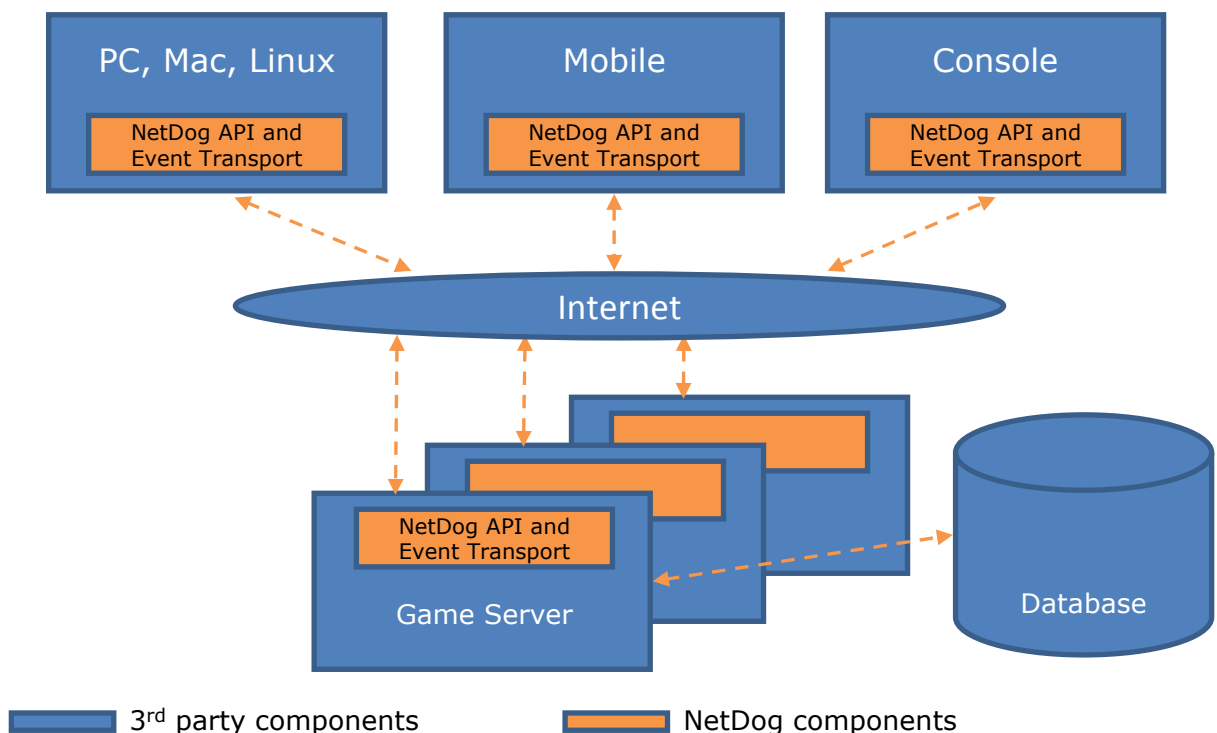 PC, Mac, Linux
NetDog API and
Event Transport
Mobile
NetDog API and
Event Transport
Console
NetDog API and
Event Transport
Internet
NetDog API and
Event Transport
Game Server
Database
3rd party components
NetDog components